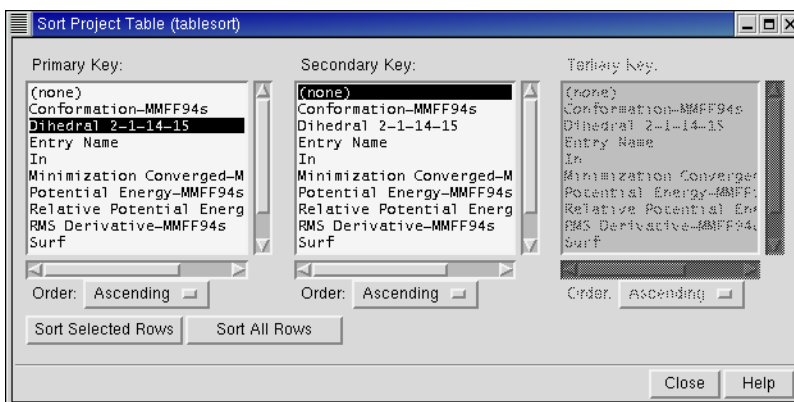 Sort Project Table (tablesort)
Primary Key:
(none)
Conformation-MMFF94s
Dihedral 2-1-14-15
Entry Name
In
Minimization Converged-M
Potential Energy-MMFF94s
Relative Potential Energ
RMS Derivative-MMFF94s
Surf
Order: Ascending
Secondary Key:
(none)
Conformation-MMFF94s
Dihedral 2-1-14-15
Entry Name
In
Minimization Converged-M
Potential Energy-MMFF94s
Relative Potential Energ
RMS Derivative-MMFF94s
Surf
Order: Ascending
Tertiary Key:
(none)
Conformation-MMFF94s
Dihedral 2-1-14-15
Entry Name
In
Minimization Converged
Potential Energy-MMFF
Relative Potential Ene
RMS Derivative-MMFF94s
Surf
Order: Ascending
Sort Selected Rows
Sort All Rows
Close
Help